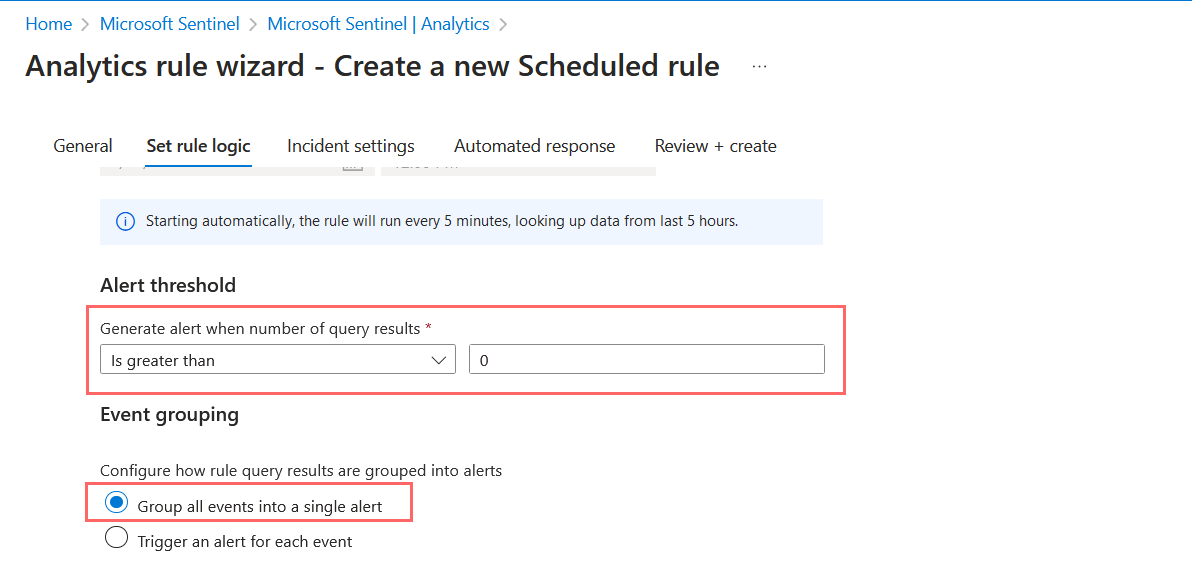 Home > Microsoft Sentinel > Microsoft Sentinel | Analytics >
Analytics rule wizard - Create a new Scheduled rule ...
General Set rule logic Incident settings Automated response Review + create
Starting automatically, the rule will run every 5 minutes, looking up data from last 5 hours.
Alert threshold
Generate alert when number of query results *
Is greater than 0
Event grouping
Configure how rule query results are grouped into alerts
Group all events into a single alert
Trigger an alert for each event